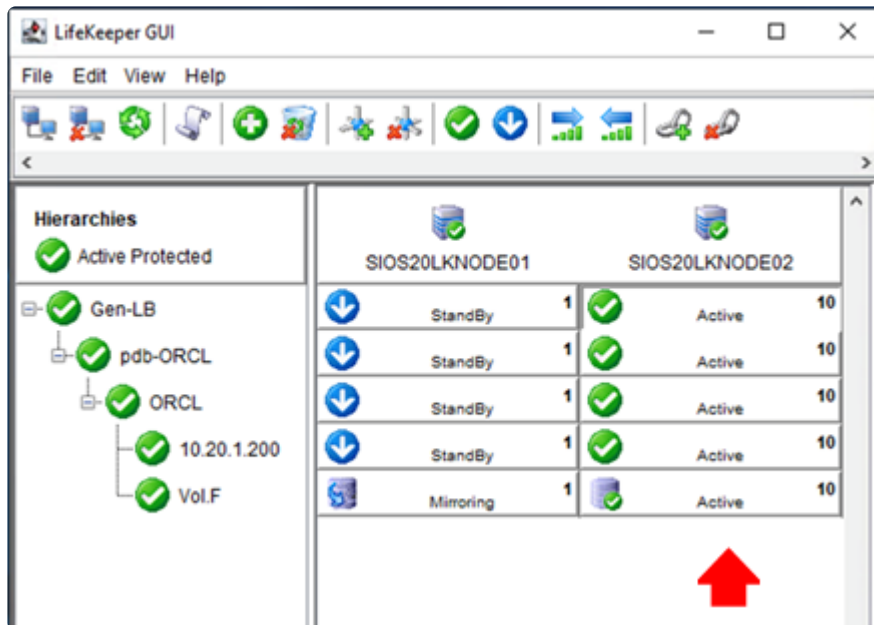 LifeKeeper GUI
File Edit View Help
Hierarchies
Active Protected
SIOS20LKNODE01 SIOS20LKNODE02
Gen-LB StandBy 1 Active 10
pdb-ORCL StandBy 1 Active 10
ORCL StandBy 1 Active 10
10.20.1.200 StandBy 1 Active 10
Vol.F Mirroring 1 Active 10